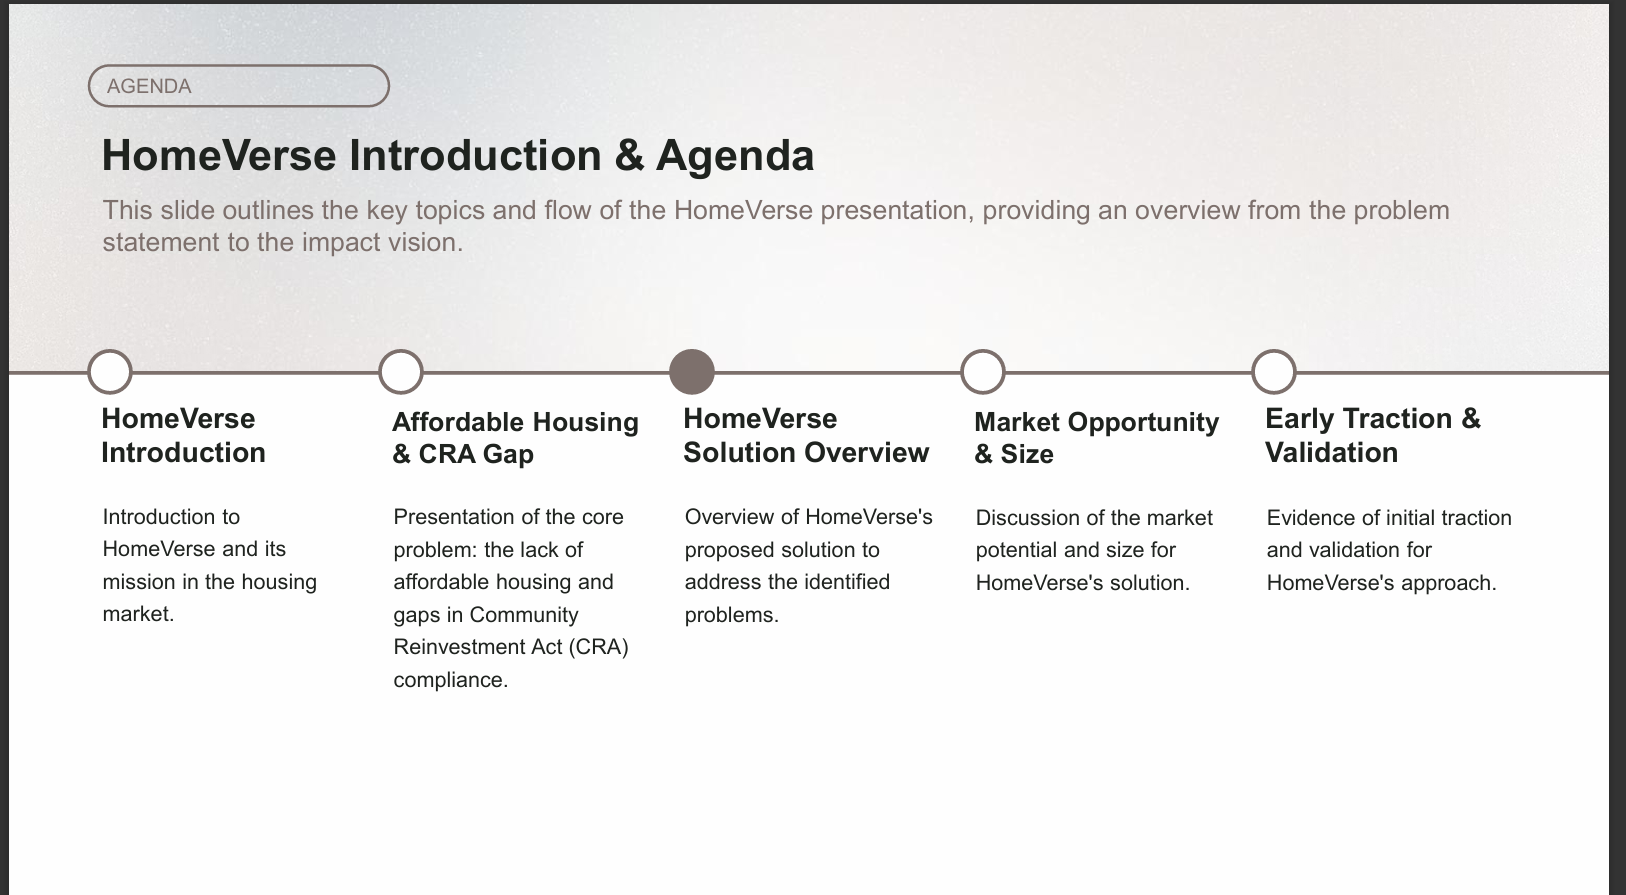 AGENDA
HomeVerse Introduction & Agenda
This slide outlines the key topics and flow of the HomeVerse presentation, providing an overview from the problem
statement to the impact vision.
HomeVerse
Introduction
Introduction to
HomeVerse and its
mission in the housing
market.
Affordable Housing
& CRA Gap
Presentation of the core
problem: the lack of
affordable housing and
gaps in Community
Reinvestment Act (CRA)
compliance.
HomeVerse
Solution Overview
Overview of HomeVerse's
proposed solution to
address the identified
problems.
Market Opportunity
& Size
Discussion of the market
potential and size for
HomeVerse's solution.
Early Traction &
Validation
Evidence of initial traction
and validation for
HomeVerse's approach.